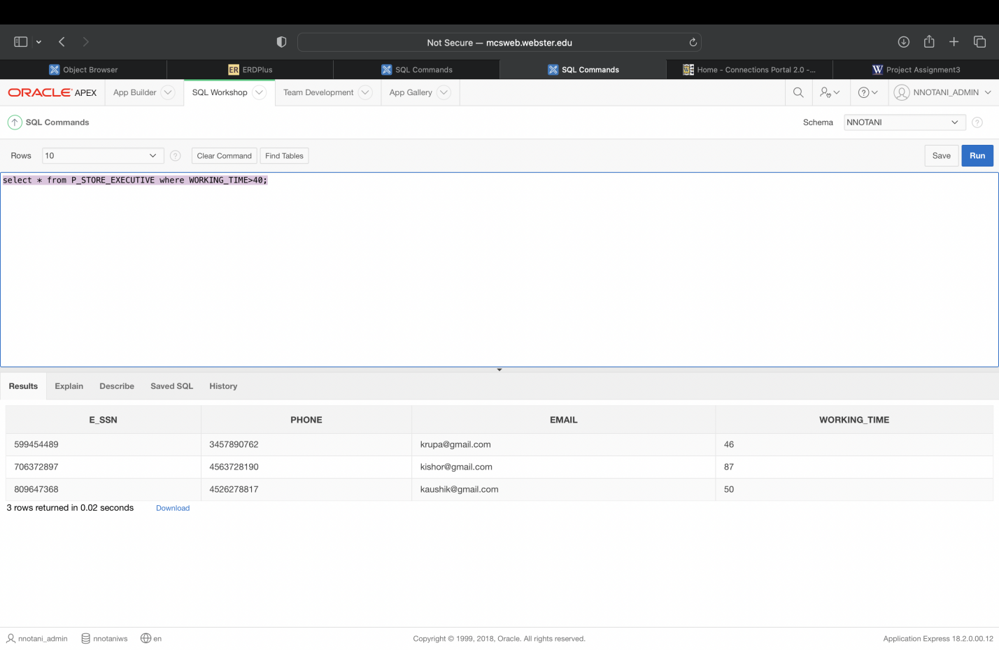 Not Secure — mcsweb.webster.edu
Object Browser
ER ERDPlus
SQL Commands
SQL Commands
Home - Connections Portal 2.0 -...
W Project Assignment3
ORACLE APEX
App Builder
SQL Workshop
Team Development
App Gallery
?
NNOTANI_ADMIN
SQL Commands
Schema
NNOTANI
?
Rows
10
?
Clear Command
Find Tables
Save
Run
select * from P_STORE_EXECUTIVE where WORKING_TIME>40;
Results Explain Describe Saved SQL History
E_SSN PHONE EMAIL WORKING_TIME
599454489 3457890762 krupa@gmail.com 46
706372897 4563728190 kishor@gmail.com 87
809647368 4526278817 kaushik@gmail.com 50
3 rows returned in 0.02 seconds Download
nnotani_admin nnotaniws en
Copyright © 1999, 2018, Oracle. All rights reserved.
Application Express 18.2.0.00.12